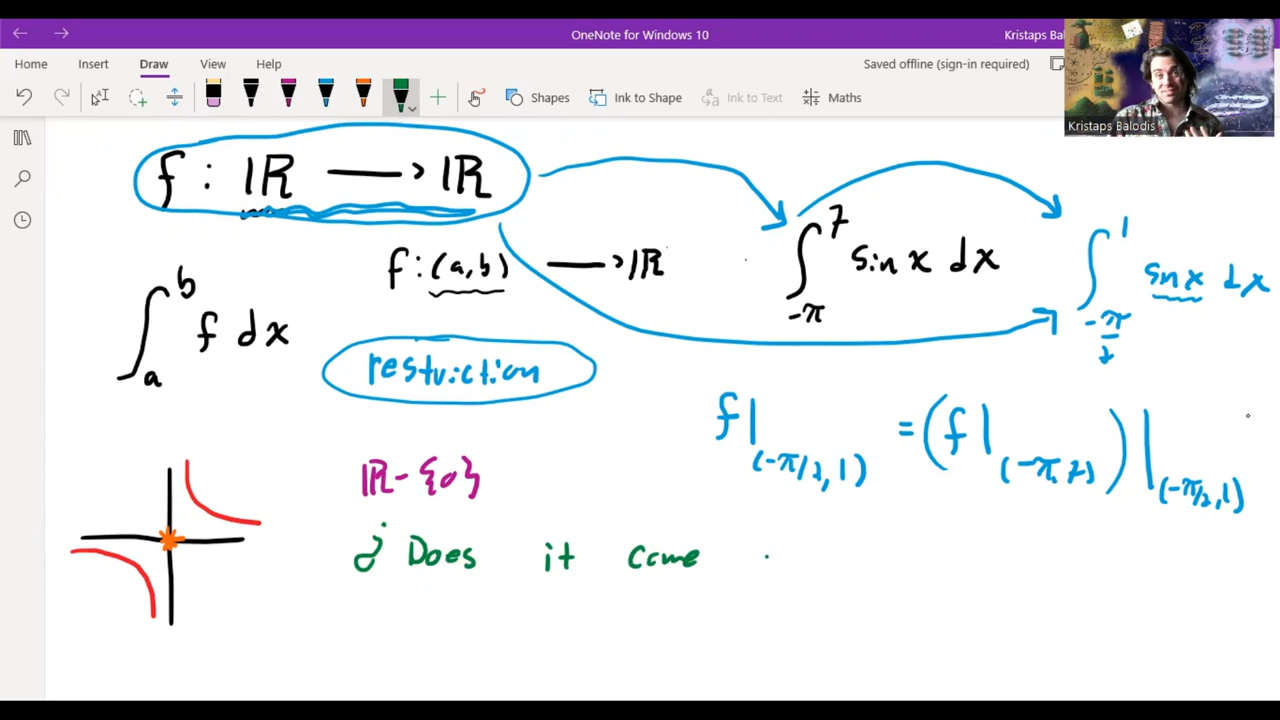 OneNote for Windows 10
Kristaps Ba
Home Insert Draw View Help
Saved offline (sign-in required)
Shapes Ink to Shape Ink to Text Maths
Kristaps Balodis
f : ℝ ⟶ ℝ
f : (a,b) ⟶ ℝ
∫_a^b f dx
∫_{-π}^7 sin x dx
∫_{-π/2}^1 sin x dx
restriction
f|_(-π/2, 1) = (f|_(-π, 7))|_(-π/2, 1)
ℝ-{0}
¿ Does it come